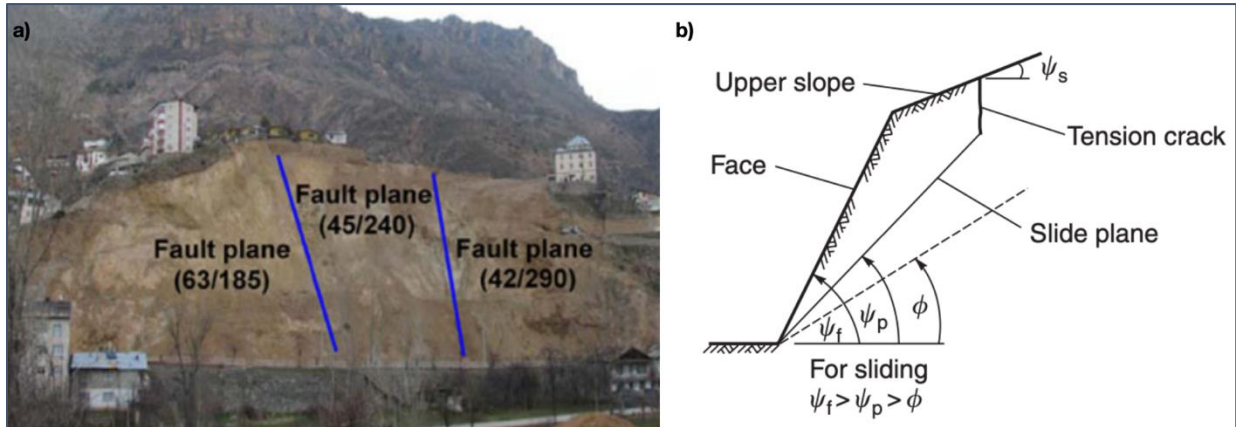 a)
Fault plane
(45/240)
Fault plane
(63/185)
Fault plane
(42/290)
b)
Upper slope
ψs
Tension crack
Face
Slide plane
ψf
ψp
ϕ
For sliding
ψf > ψp > ϕ